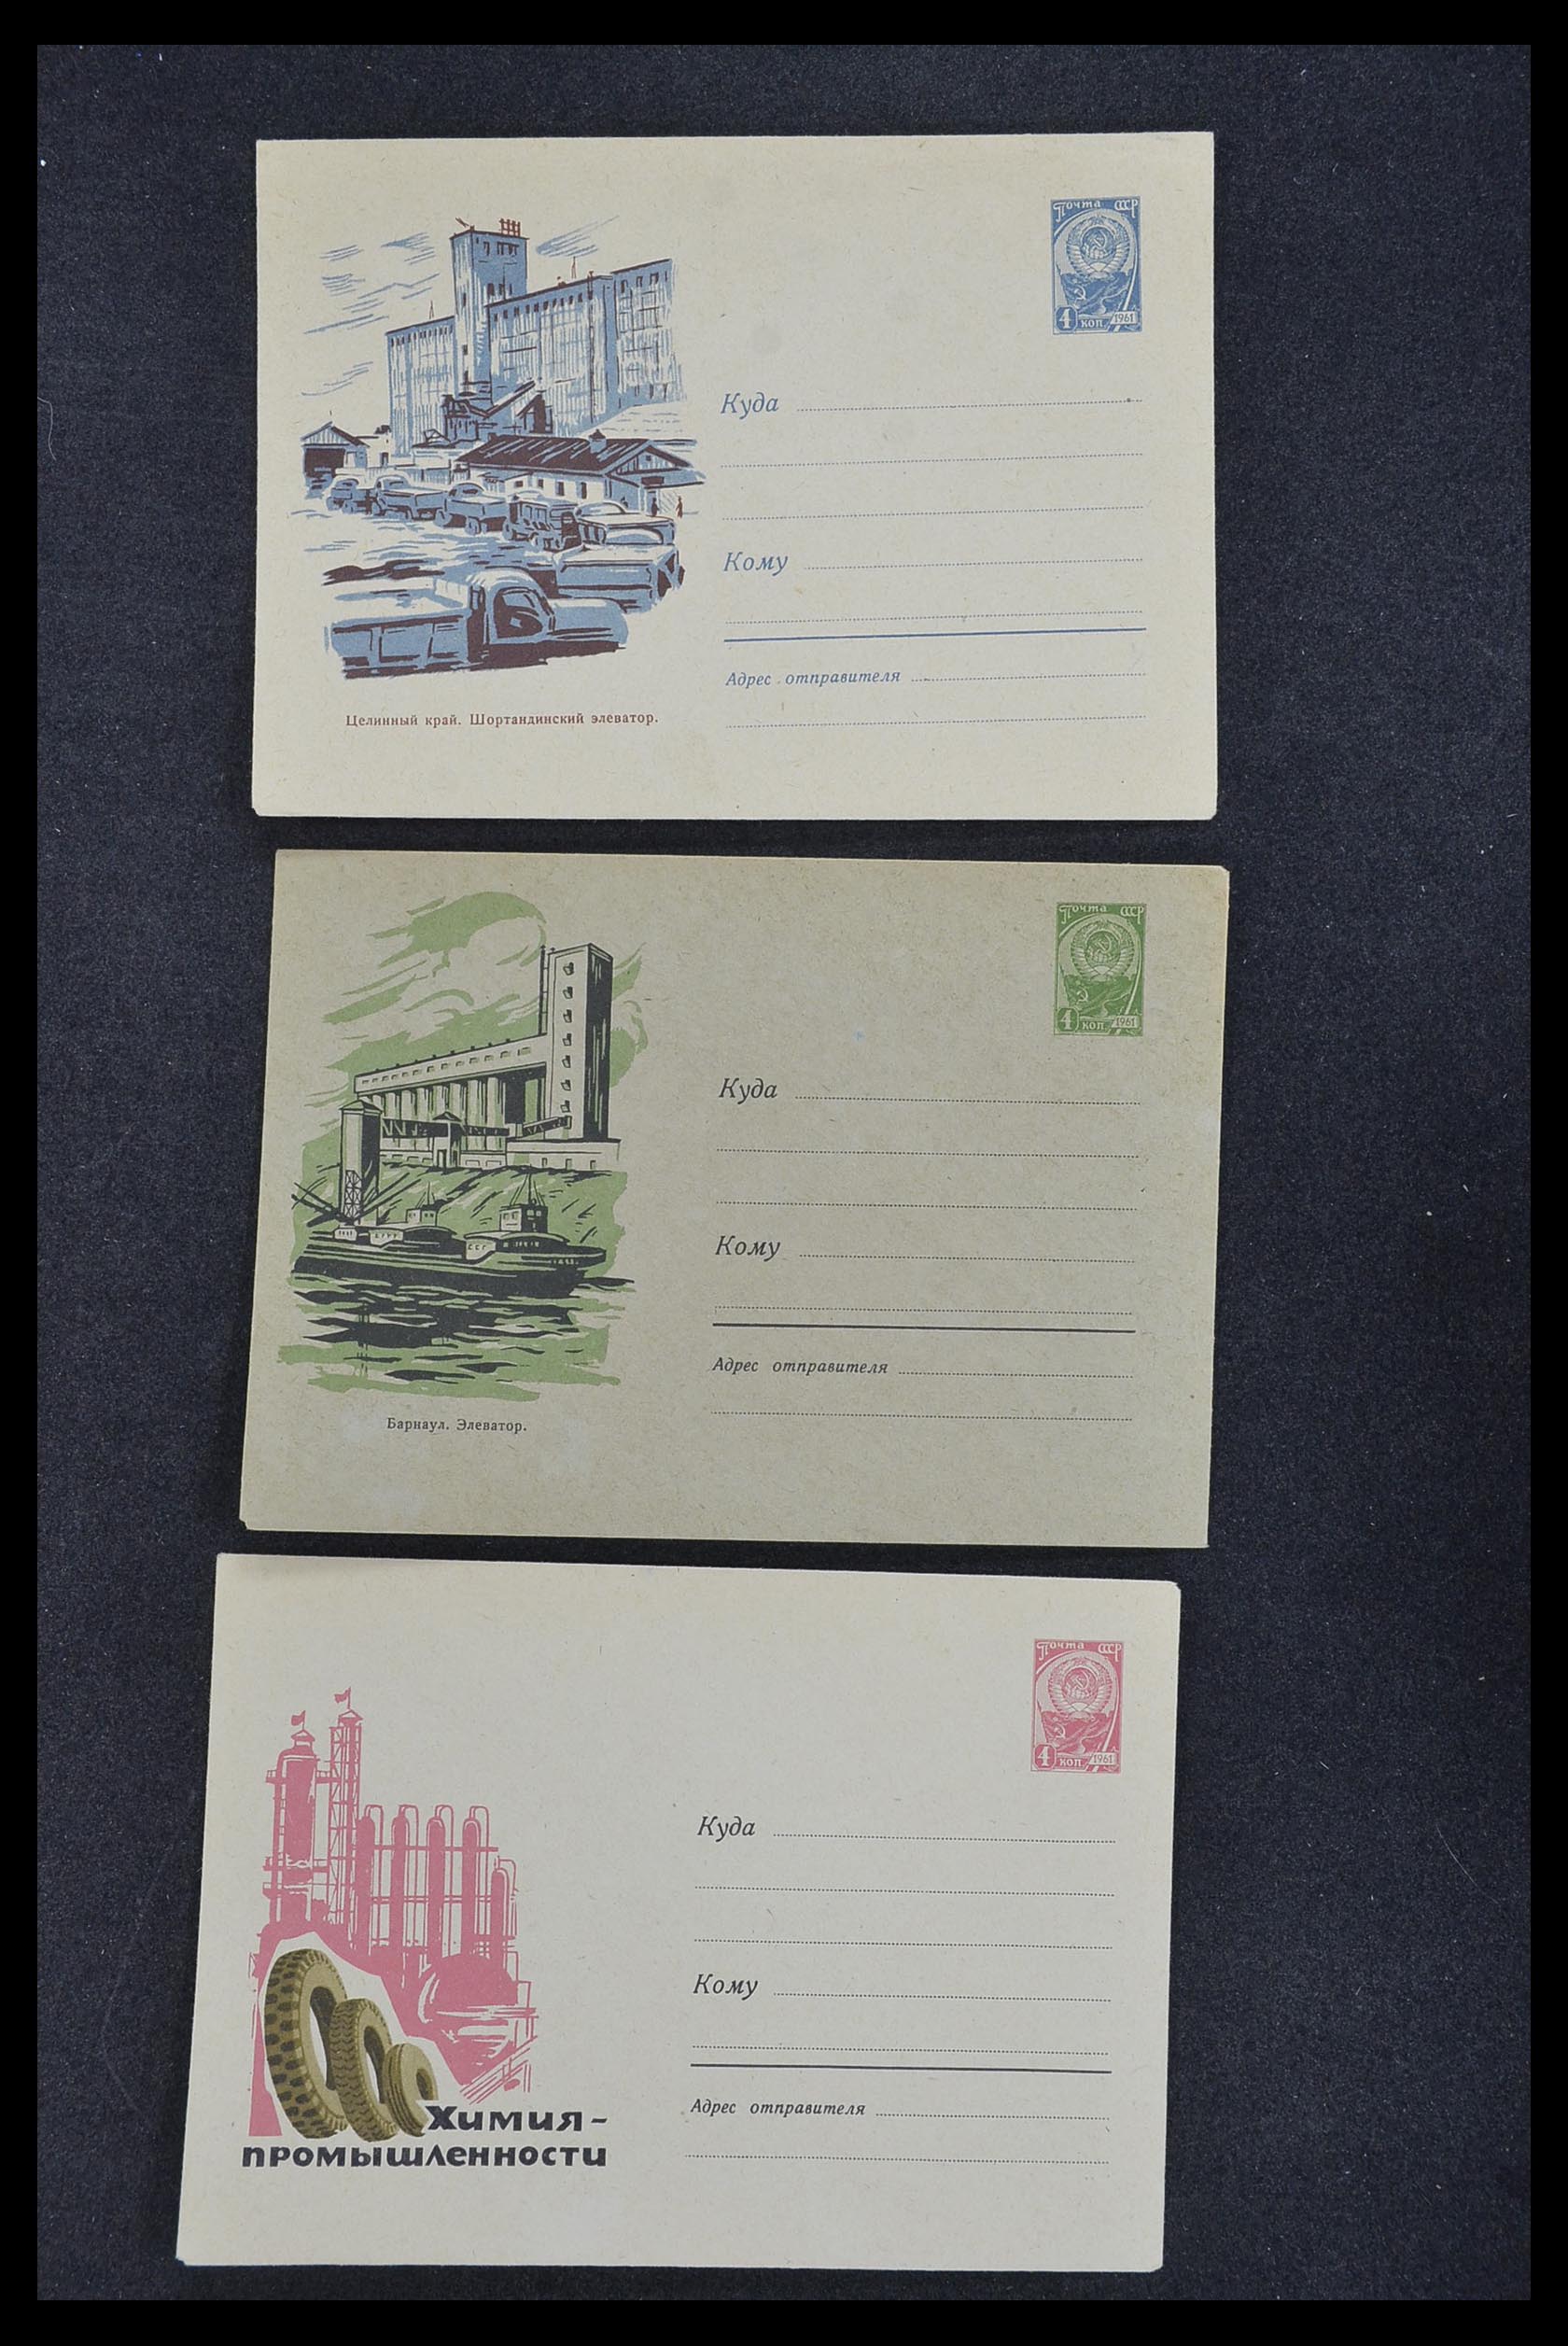 Почта СССР
4 коп 1961
Куда
Кому
Адрес отправителя
Целинный край. Шортандинский элеватор.
Почта СССР
4 коп 1961
Куда
Кому
Адрес отправителя
Барнаул. Элеватор.
Почта СССР
4 коп 1961
Куда
Кому
Адрес отправителя
Химия-
промышленности